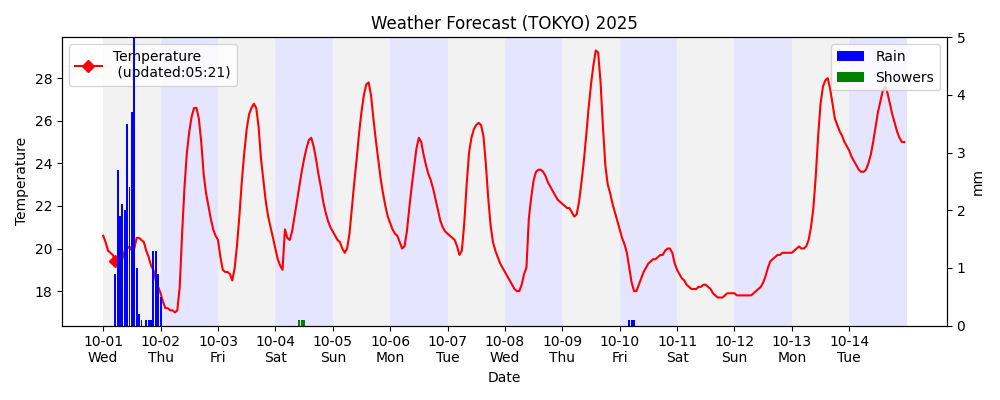 Weather Forecast (TOKYO) 2025
Temperature
(updated:05:21)
Rain
Showers
Temperature
28
26
24
22
20
18
5
4
3
2
1
0
mm
10-01 10-02 10-03 10-04 10-05 10-06 10-07 10-08 10-09 10-10 10-11 10-12 10-13 10-14
Wed Thu Fri Sat Sun Mon Tue Wed Thu Fri Sat Sun Mon Tue
Date